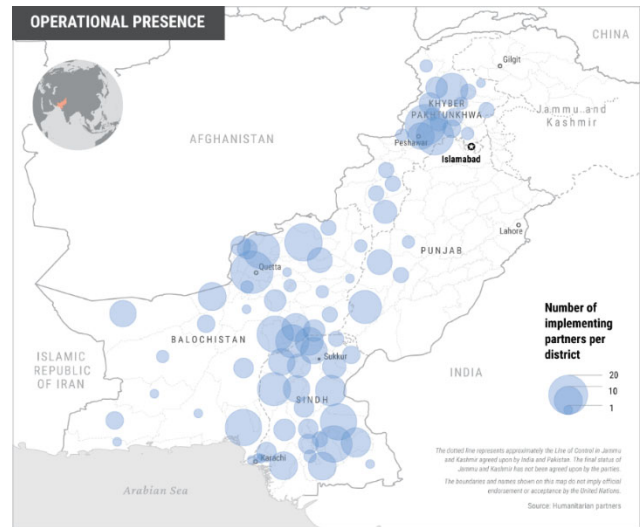 OPERATIONAL PRESENCE
CHINA
Gilgit
KHYBER
PAKHTUNKHWA
Jammu and
Kashmir
AFGHANISTAN
Peshawar
Islamabad
Lahore
PUNJAB
Quetta
Number of
implementing
partners per
district
BALOCHISTAN
ISLAMIC
REPUBLIC
OF IRAN
Sukkur
INDIA
20
10
1
SINDH
Karachi
Arabian Sea
The dotted line represents approximately the Line of Control in Jammu
and Kashmir agreed upon by India and Pakistan. The final status of
Jammu and Kashmir has not been agreed upon by the parties.
The boundaries and names shown on this map do not imply official
endorsement or acceptance by the United Nations.
Source: Humanitarian partners